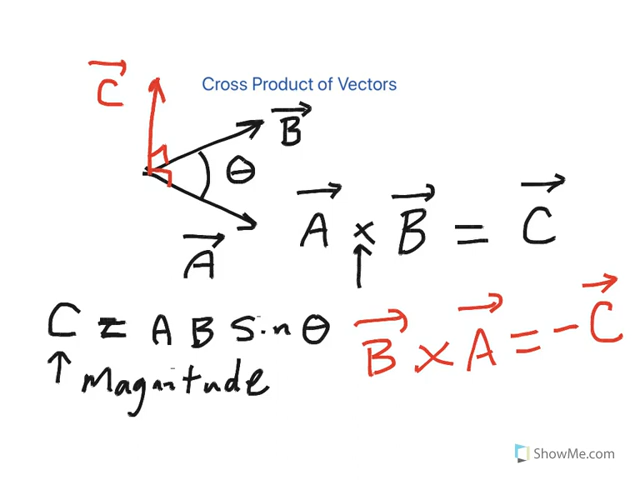 C⃗
Cross Product of Vectors
B⃗
θ
A⃗
A⃗ × B⃗ = C⃗
C = A B Sin θ
Magnitude
B⃗ × A⃗ = -C⃗
ShowMe.com